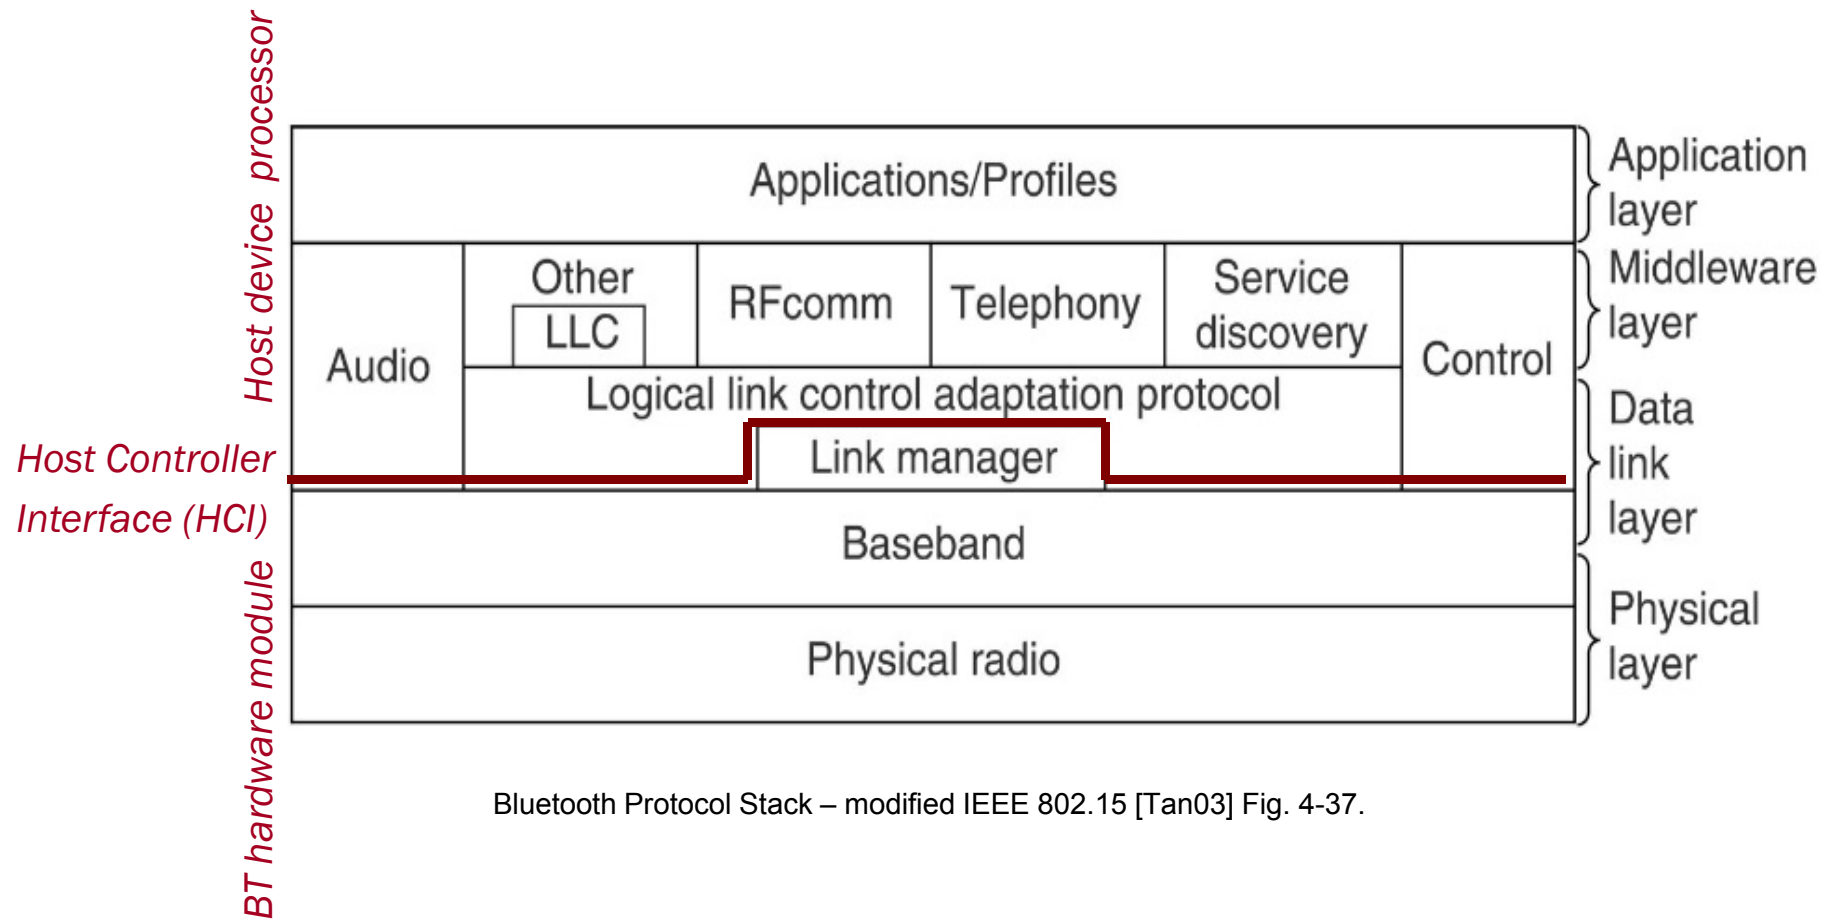 Host device processor
Applications/Profiles
Application
layer
Audio
Other
LLC
RFcomm
Telephony
Service
discovery
Control
Middleware
layer
Logical link control adaptation protocol
Link manager
Data
link
layer
Host Controller
Interface (HCI)
Baseband
Physical radio
Physical
layer
BT hardware module
Bluetooth Protocol Stack – modified IEEE 802.15 [Tan03] Fig. 4-37.